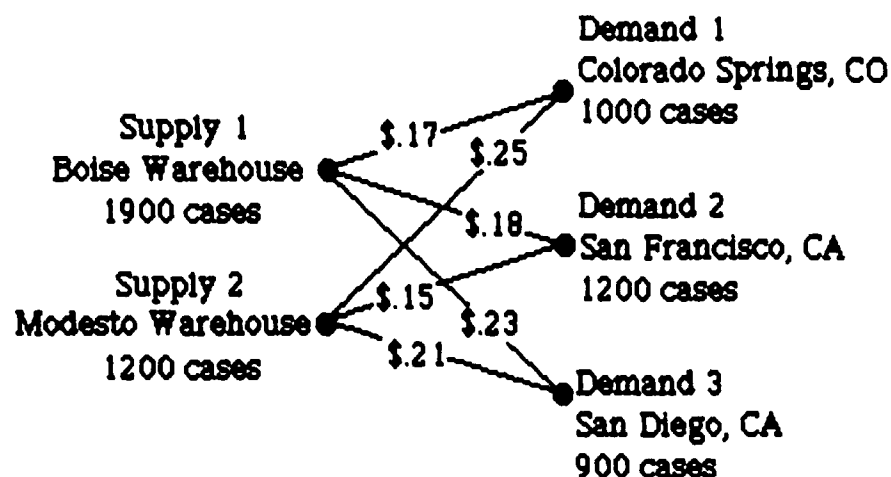 Supply 1
Boise Warehouse
1900 cases
Supply 2
Modesto Warehouse
1200 cases
$.17
$.25
$.18
$.15
$.23
$.21
Demand 1
Colorado Springs, CO
1000 cases
Demand 2
San Francisco, CA
1200 cases
Demand 3
San Diego, CA
900 cases